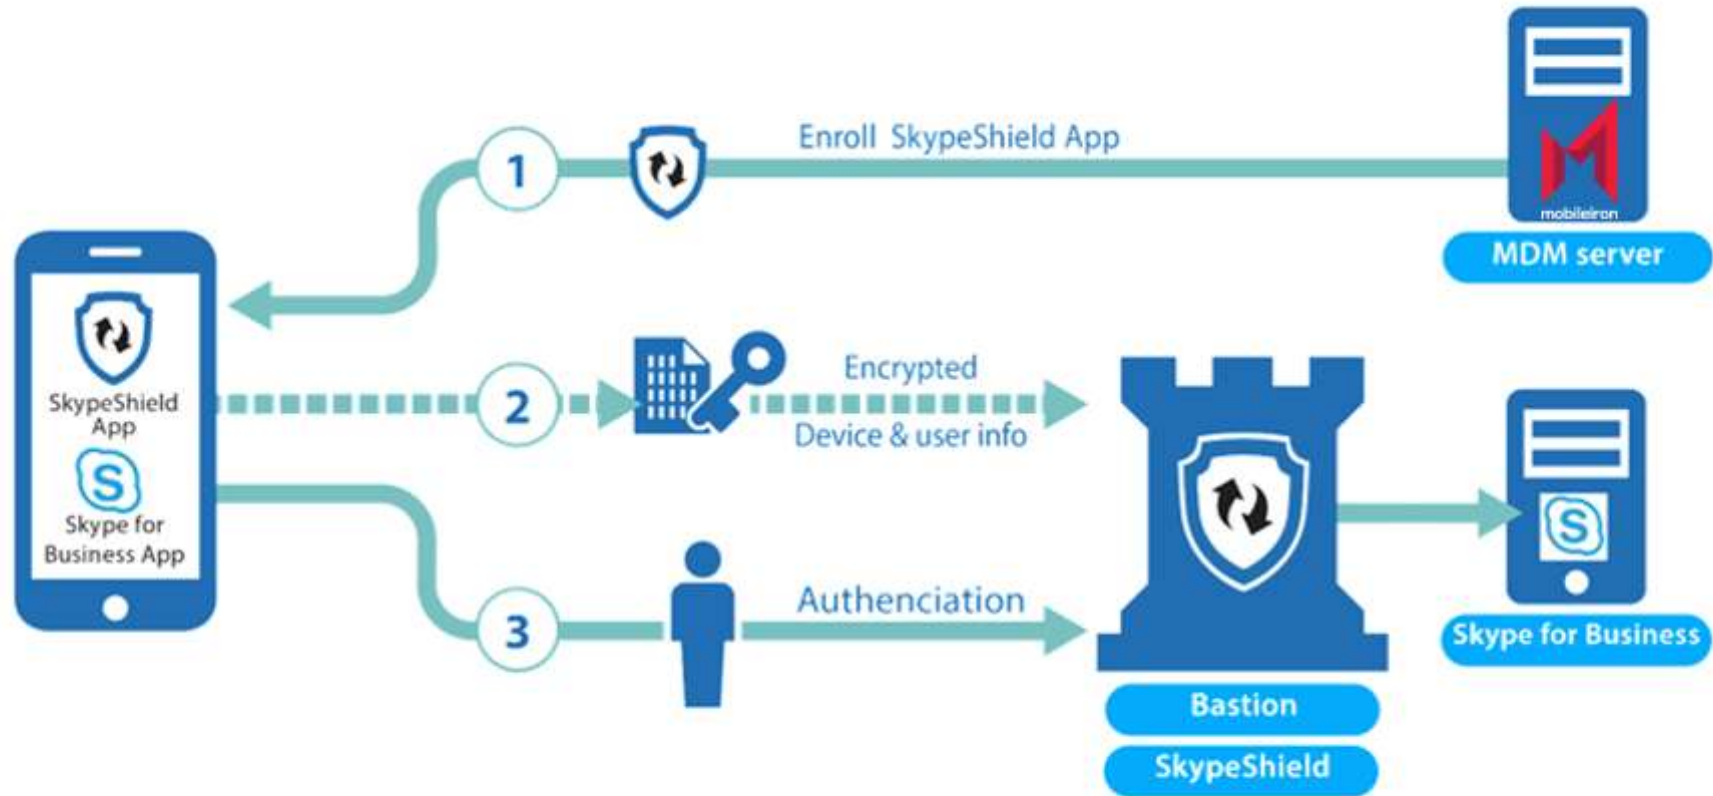 Enroll SkypeShield App
1
mobileiron
MDM server
SkypeShield
App
S
Skype for
Business App
2
Encrypted
Device & user info
3
Authenciation
S
Skype for Business
Bastion
SkypeShield